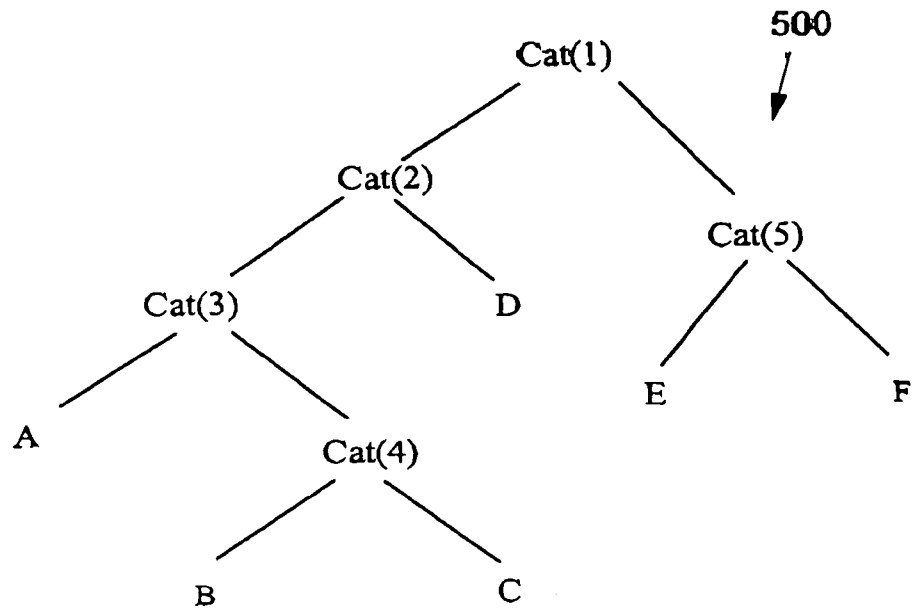 500
Cat(1)
Cat(2)
Cat(5)
Cat(3)
D
E
F
A
Cat(4)
B
C